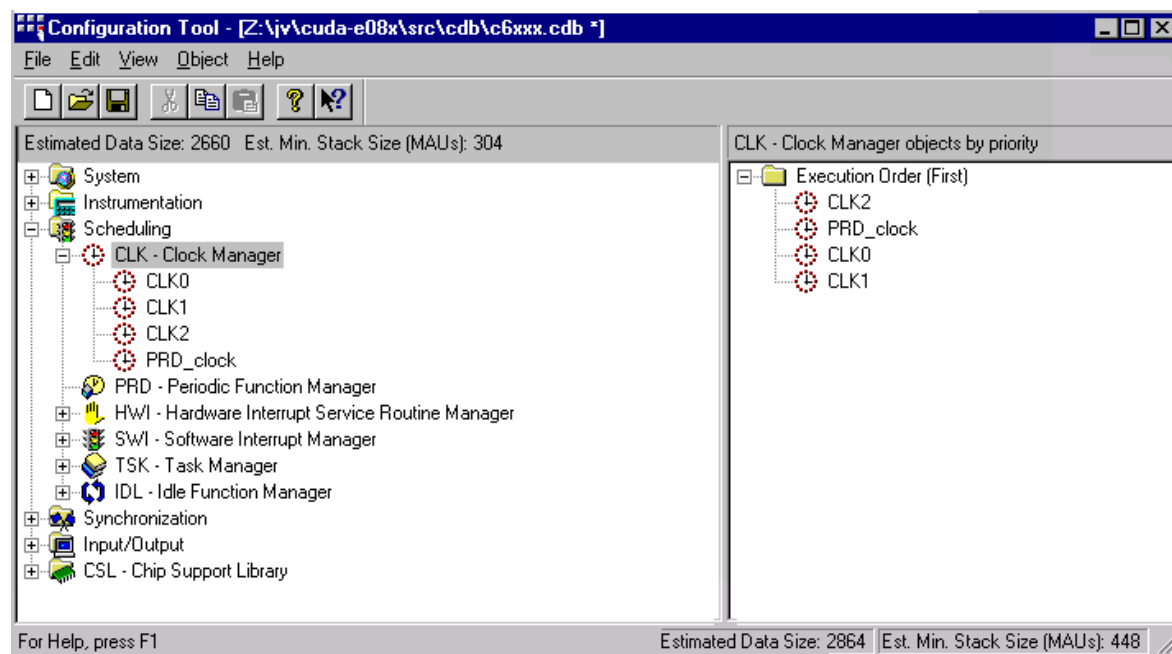 Configuration Tool - [Z:\jv\cuda-e08x\src\cdb\c6xxx.cdb *]
File Edit View Object Help
Estimated Data Size: 2660 Est. Min. Stack Size (MAUs): 304
System
Instrumentation
Scheduling
CLK - Clock Manager
CLK0
CLK1
CLK2
PRD_clock
PRD - Periodic Function Manager
HWI - Hardware Interrupt Service Routine Manager
SWI - Software Interrupt Manager
TSK - Task Manager
IDL - Idle Function Manager
Synchronization
Input/Output
CSL - Chip Support Library
CLK - Clock Manager objects by priority
Execution Order (First)
CLK2
PRD_clock
CLK0
CLK1
For Help, press F1
Estimated Data Size: 2864 Est. Min. Stack Size (MAUs): 448